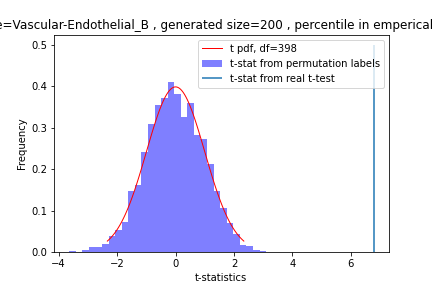 =Vascular-Endothelial_B , generated size=200 , percentile in emperical
t pdf, df=398
t-stat from permutation labels
t-stat from real t-test
Frequency
0.5
0.4
0.3
0.2
0.1
0.0
−4 −2 0 2 4 6
t-statistics